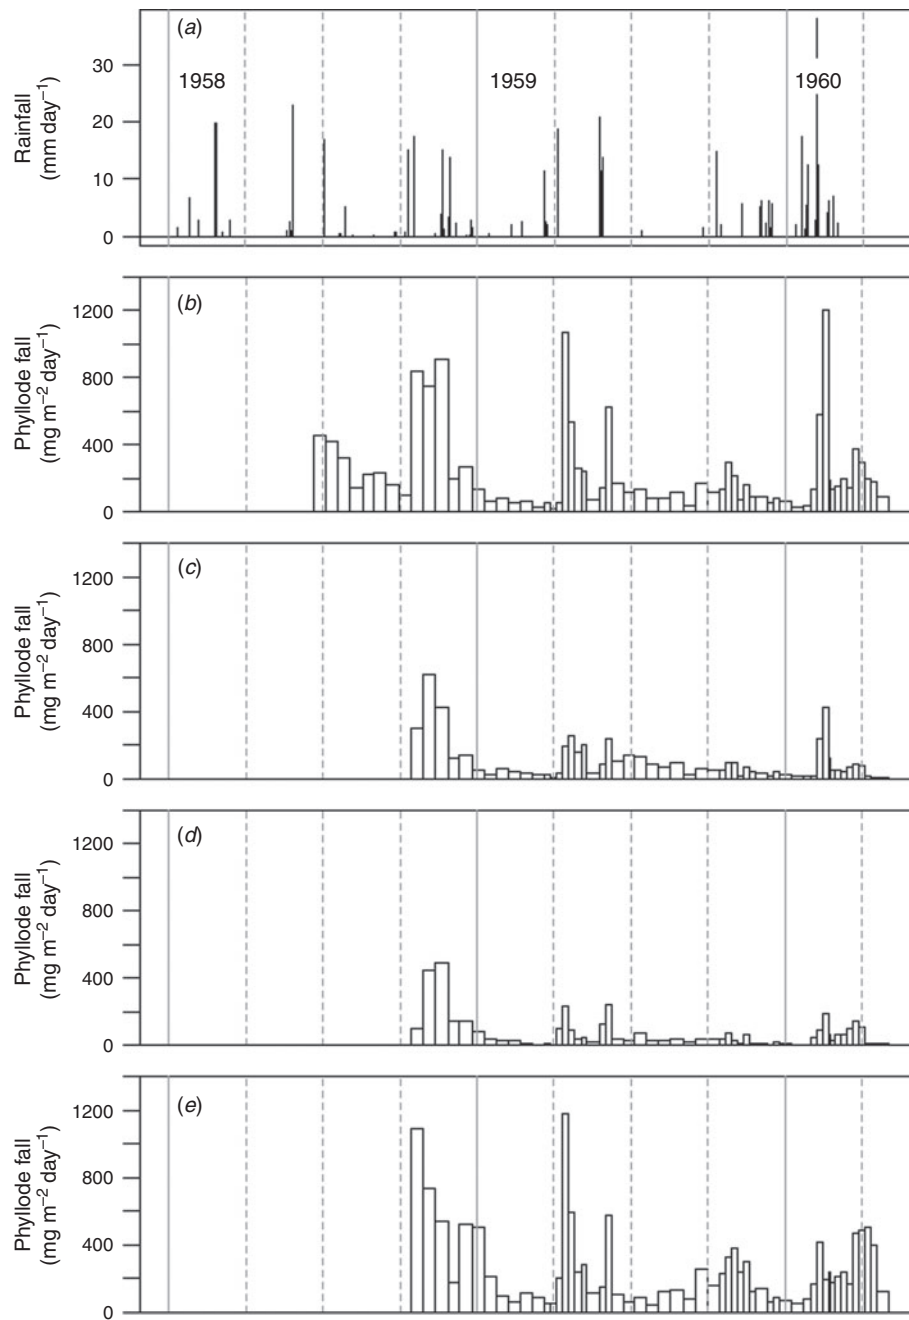 (a)
1958
1959
1960
Rainfall
(mm day−1)
30
20
10
0
(b)
Phyllode fall
(mg m−2 day−1)
1200
800
400
0
(c)
Phyllode fall
(mg m−2 day−1)
1200
800
400
0
(d)
Phyllode fall
(mg m−2 day−1)
1200
800
400
0
(e)
Phyllode fall
(mg m−2 day−1)
1200
800
400
0